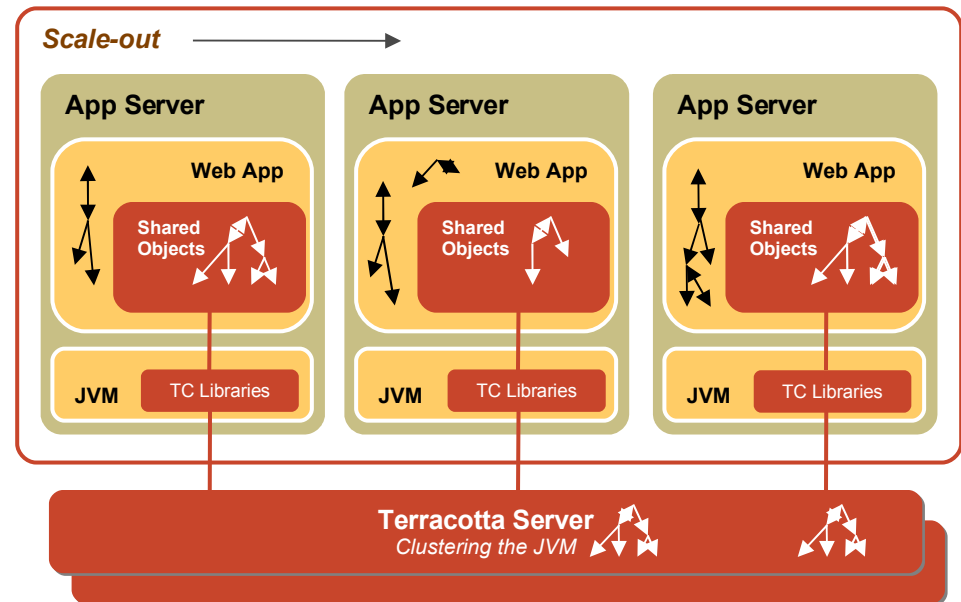 Scale-out
App Server
Web App
Shared
Objects
JVM
TC Libraries
App Server
Web App
Shared
Objects
JVM
TC Libraries
App Server
Web App
Shared
Objects
JVM
TC Libraries
Terracotta Server
Clustering the JVM